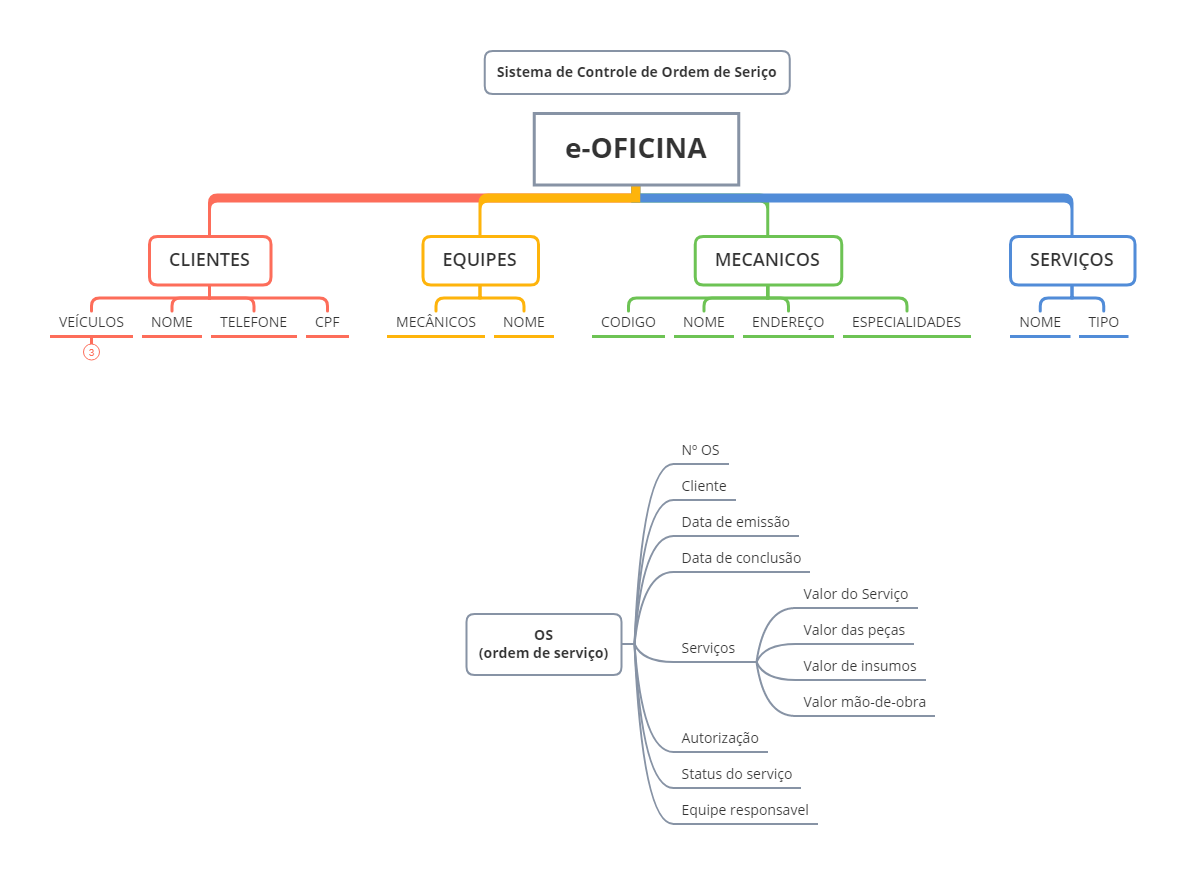 Sistema de Controle de Ordem de Seriço
e-OFICINA
CLIENTES
EQUIPES
MECANICOS
SERVIÇOS
VEÍCULOS
NOME
TELEFONE
CPF
MECÂNICOS
NOME
CODIGO
NOME
ENDEREÇO
ESPECIALIDADES
NOME
TIPO
3
Nº OS
Cliente
Data de emissão
Data de conclusão
OS
(ordem de serviço)
Serviços
Valor do Serviço
Valor das peças
Valor de insumos
Valor mão-de-obra
Autorização
Status do serviço
Equipe responsavel